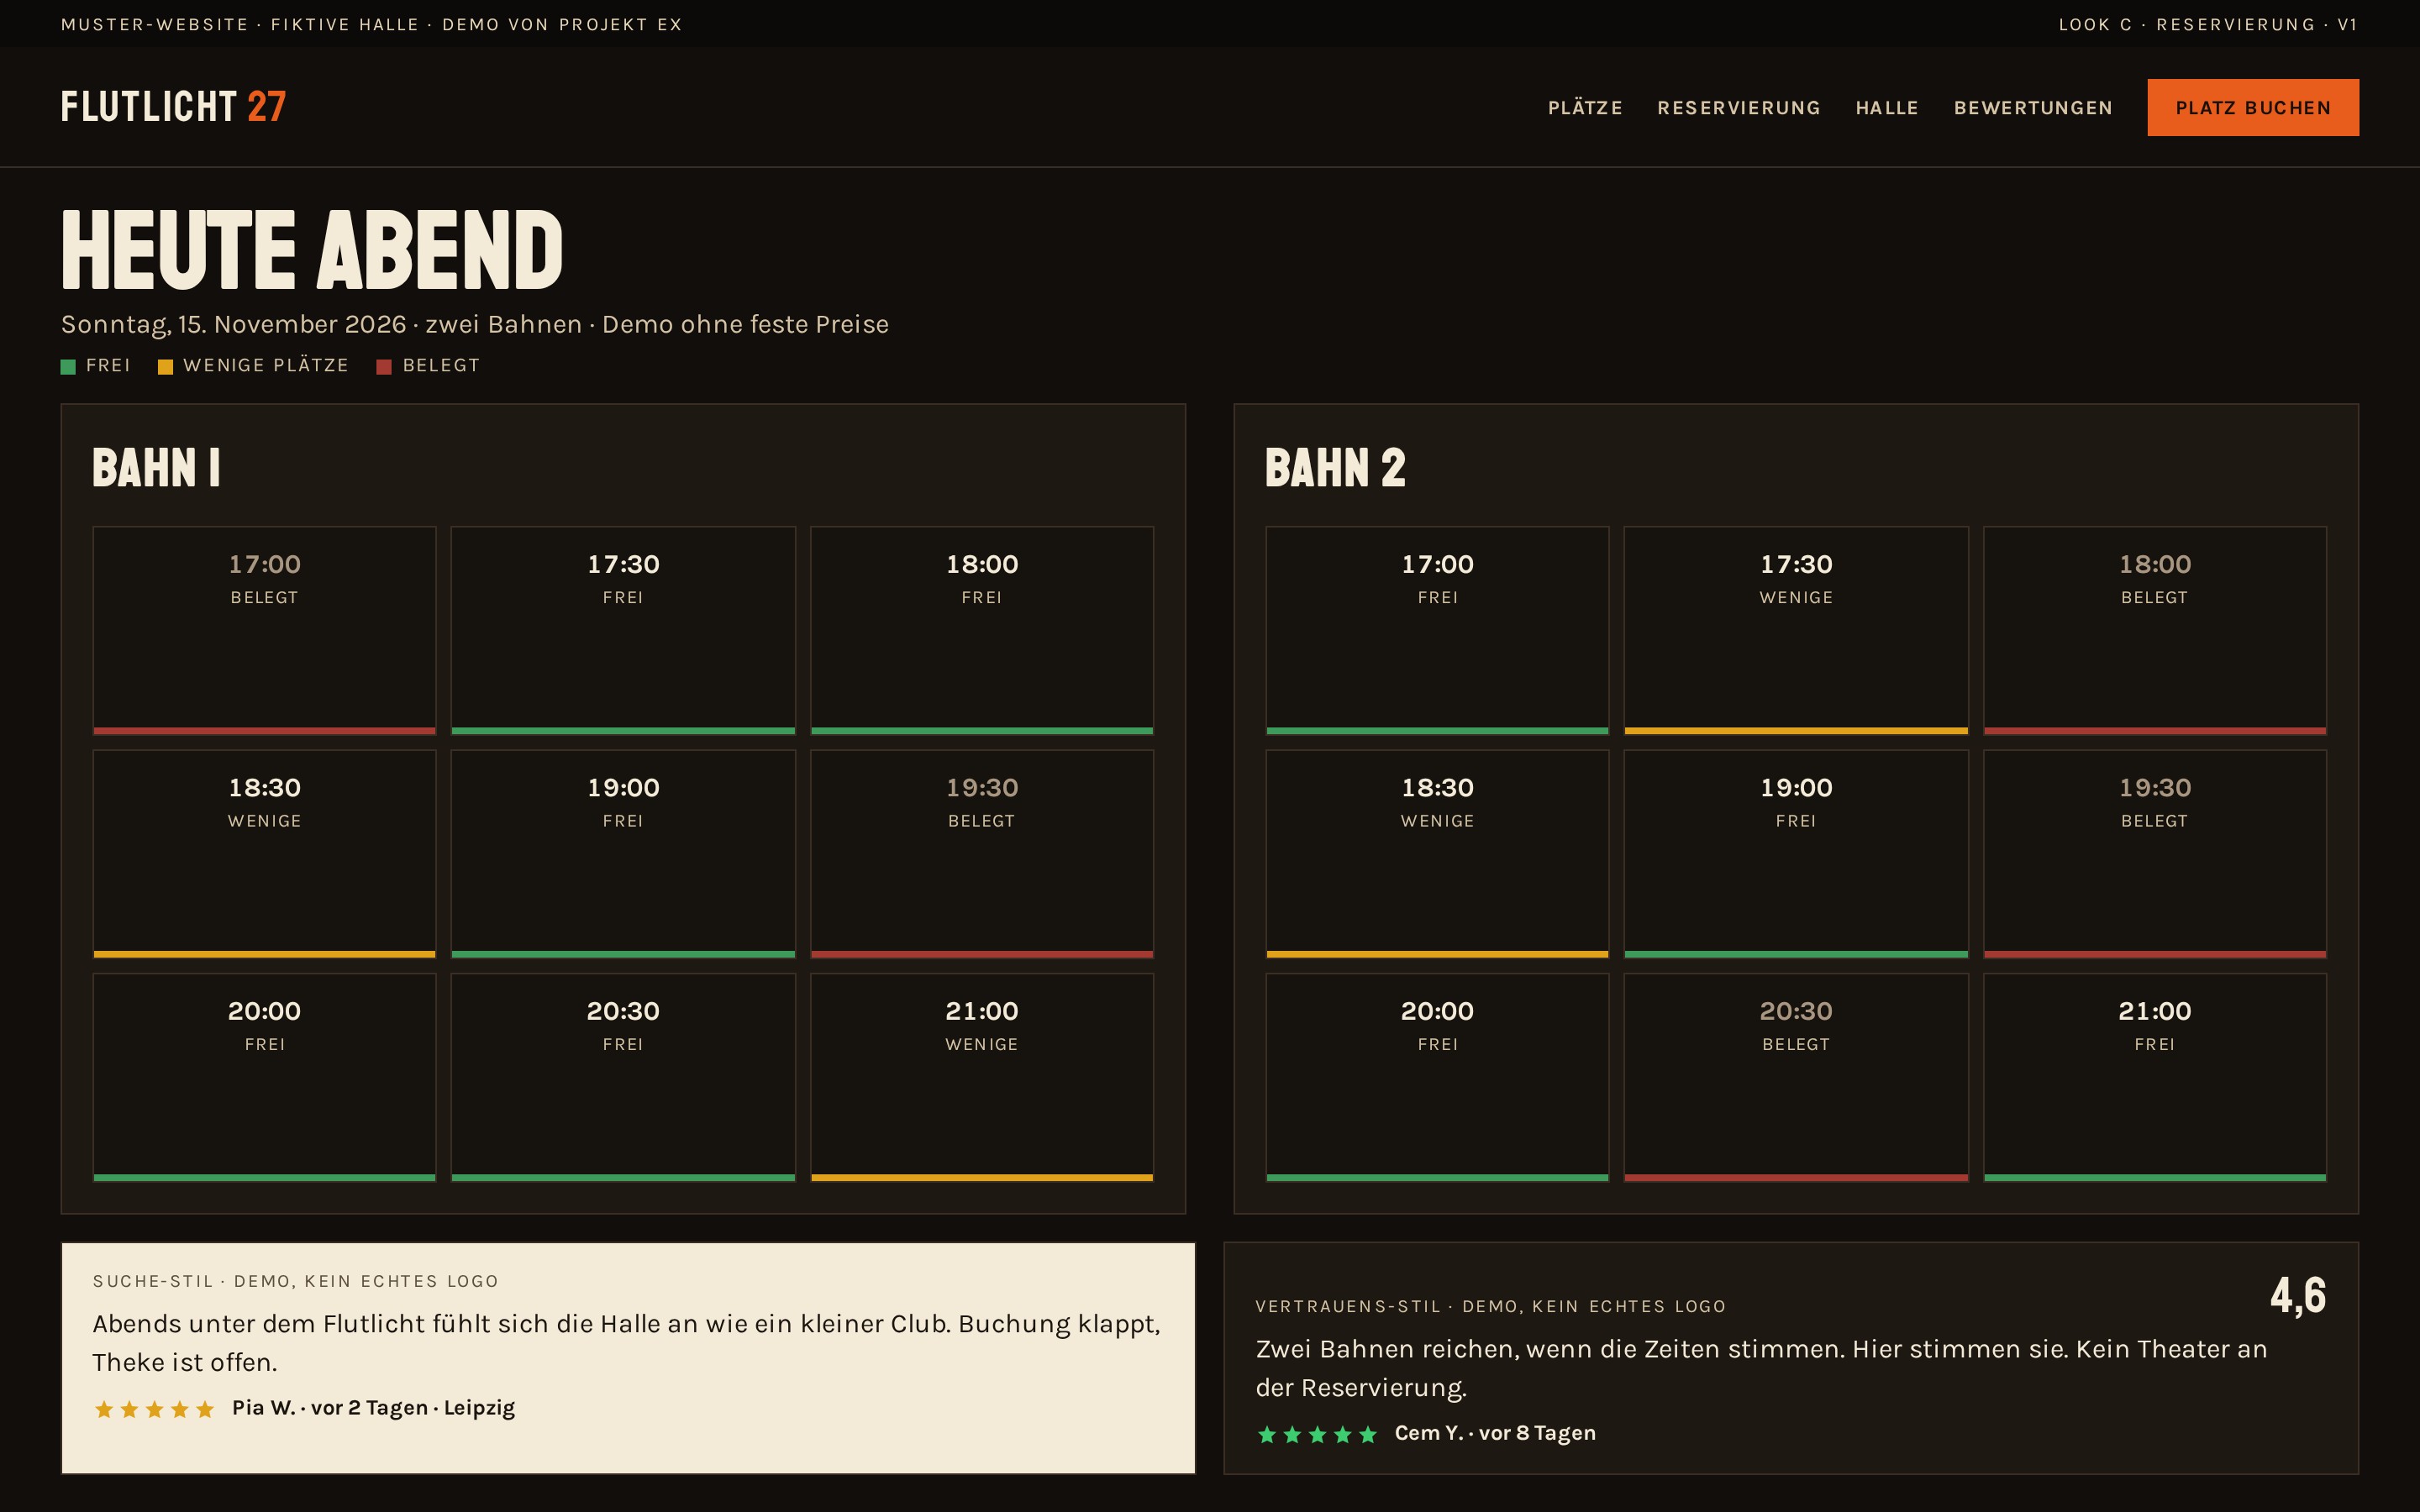 MUSTER-WEBSITE · FIKTIVE HALLE · DEMO VON PROJEKT EX
LOOK C · RESERVIERUNG · V1
FLUTLICHT 27
PLÄTZE
RESERVIERUNG
HALLE
BEWERTUNGEN
PLATZ BUCHEN
HEUTE ABEND
Sonntag, 15. November 2026 · zwei Bahnen · Demo ohne feste Preise
FREI
WENIGE PLÄTZE
BELEGT
BAHN 1
17:00
BELEGT
17:30
FREI
18:00
FREI
18:30
WENIGE
19:00
FREI
19:30
BELEGT
20:00
FREI
20:30
FREI
21:00
WENIGE
BAHN 2
17:00
FREI
17:30
WENIGE
18:00
BELEGT
18:30
WENIGE
19:00
FREI
19:30
BELEGT
20:00
FREI
20:30
BELEGT
21:00
FREI
SUCHE-STIL · DEMO, KEIN ECHTES LOGO
Abends unter dem Flutlicht fühlt sich die Halle an wie ein kleiner Club. Buchung klappt,
Theke ist offen.
★★★★★ Pia W. · vor 2 Tagen · Leipzig
VERTRAUENS-STIL · DEMO, KEIN ECHTES LOGO
4,6
Zwei Bahnen reichen, wenn die Zeiten stimmen. Hier stimmen sie. Kein Theater an
der Reservierung.
★★★★★ Cem Y. · vor 8 Tagen